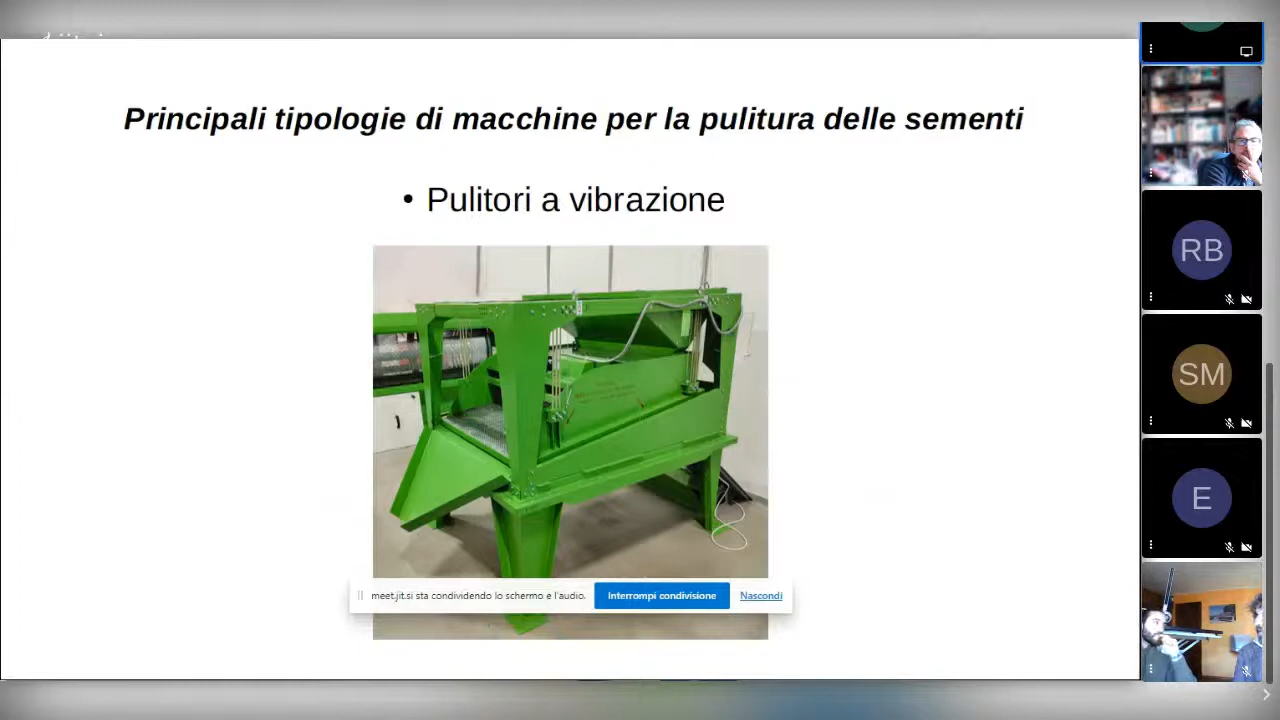 Principali tipologie di macchine per la pulitura delle sementi
• Pulitori a vibrazione
meet.jit.si sta condividendo lo schermo e l'audio.
Interrompi condivisione
Nascondi
RB
SM
E